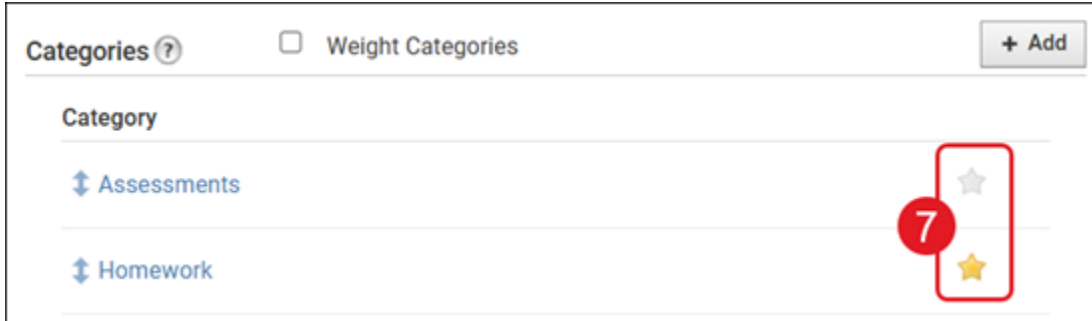 Categories ? Weight Categories + Add
Category
Assessments
7
Homework